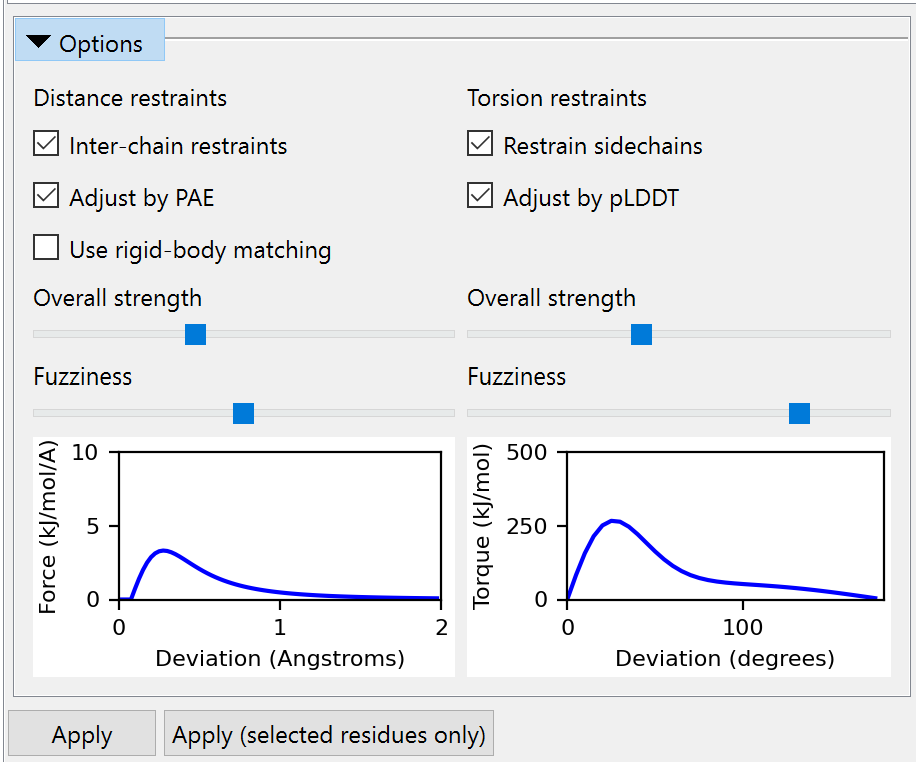 Options
Distance restraints
Torsion restraints
Inter-chain restraints
Restrain sidechains
Adjust by PAE
Adjust by pLDDT
Use rigid-body matching
Overall strength
Overall strength
Fuzziness
Fuzziness
Force (kJ/mol/A)
10
5
0
0 1 2
Deviation (Angstroms)
Torque (kJ/mol)
500
250
0
0 100
Deviation (degrees)
Apply
Apply (selected residues only)